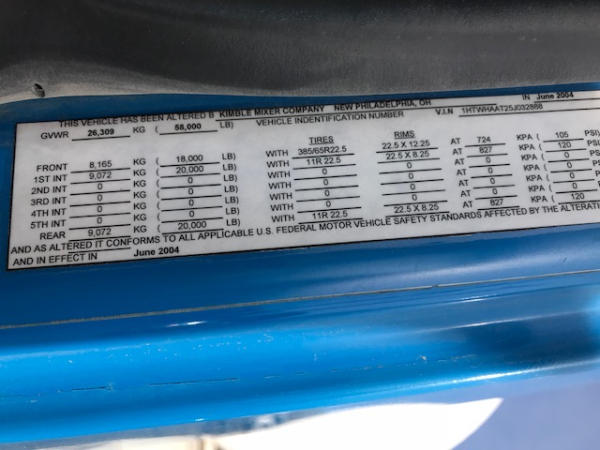 THIS VEHICLE HAS BEEN ALTERED B KIMBLE MIXER COMPANY NEW PHILADELPHIA, OH IN June 2004
GVWR 26,309 KG ( 58,000 LB) VEHICLE INDENTIFICATION NUMBER V.I.N 1HTWHAAT25J032888
TIRES RIMS
FRONT 8,165 KG ( 18,000 LB) WITH 385/65R22.5 22.5 X 12.25 AT 724 KPA ( 105 PSI
1ST INT 9,072 KG ( 20,000 LB) WITH 11R 22.5 22.5 X 8.25 AT 827 KPA ( 120 PSI
2ND INT 0 KG ( 0 LB) WITH 0 0 AT 0 KPA ( 0 PSI
3RD INT 0 KG ( 0 LB) WITH 0 0 AT 0 KPA ( 0 PSI
4TH INT 0 KG ( 0 LB) WITH 0 0 AT 0 KPA ( 0 PSI
5TH INT 0 KG ( 0 LB) WITH 0 0 AT 0 KPA ( 0 PS
REAR 9,072 KG ( 20,000 LB) WITH 11R 22.5 22.5 X 8.25 AT 827 KPA ( 120
AND AS ALTERED IT CONFORMS TO ALL APPLICABLE U.S. FEDERAL MOTOR VEHICLE SAFETY STANDARDS AFFECTED BY THE ALTERATI
AND IN EFFECT IN June 2004